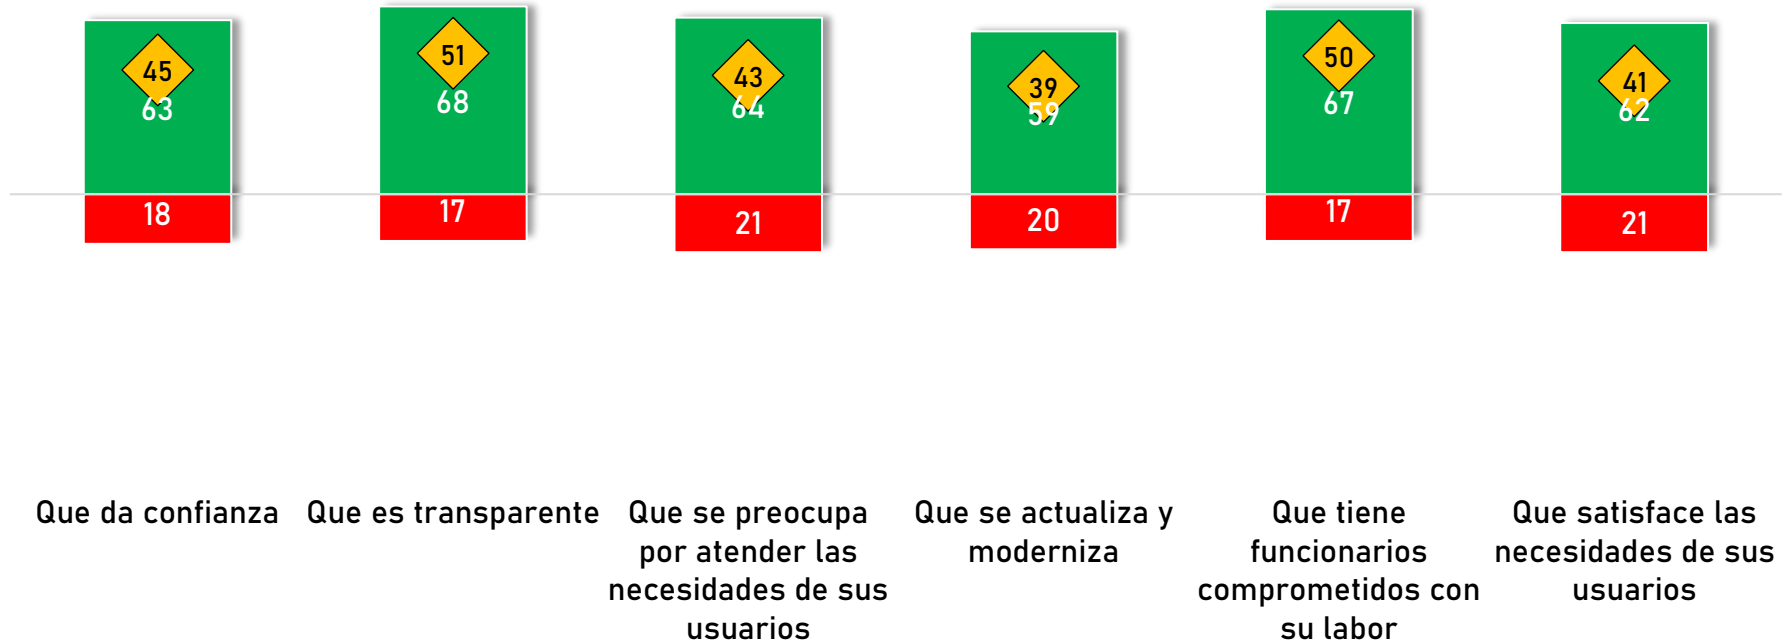 45
63
18
51
68
17
43
64
21
39
59
20
50
67
17
41
62
21
Que da confianza
Que es transparente
Que se preocupa
por atender las
necesidades de sus
usuarios
Que se actualiza y
moderniza
Que tiene
funcionarios
comprometidos con
su labor
Que satisface las
necesidades de sus
usuarios